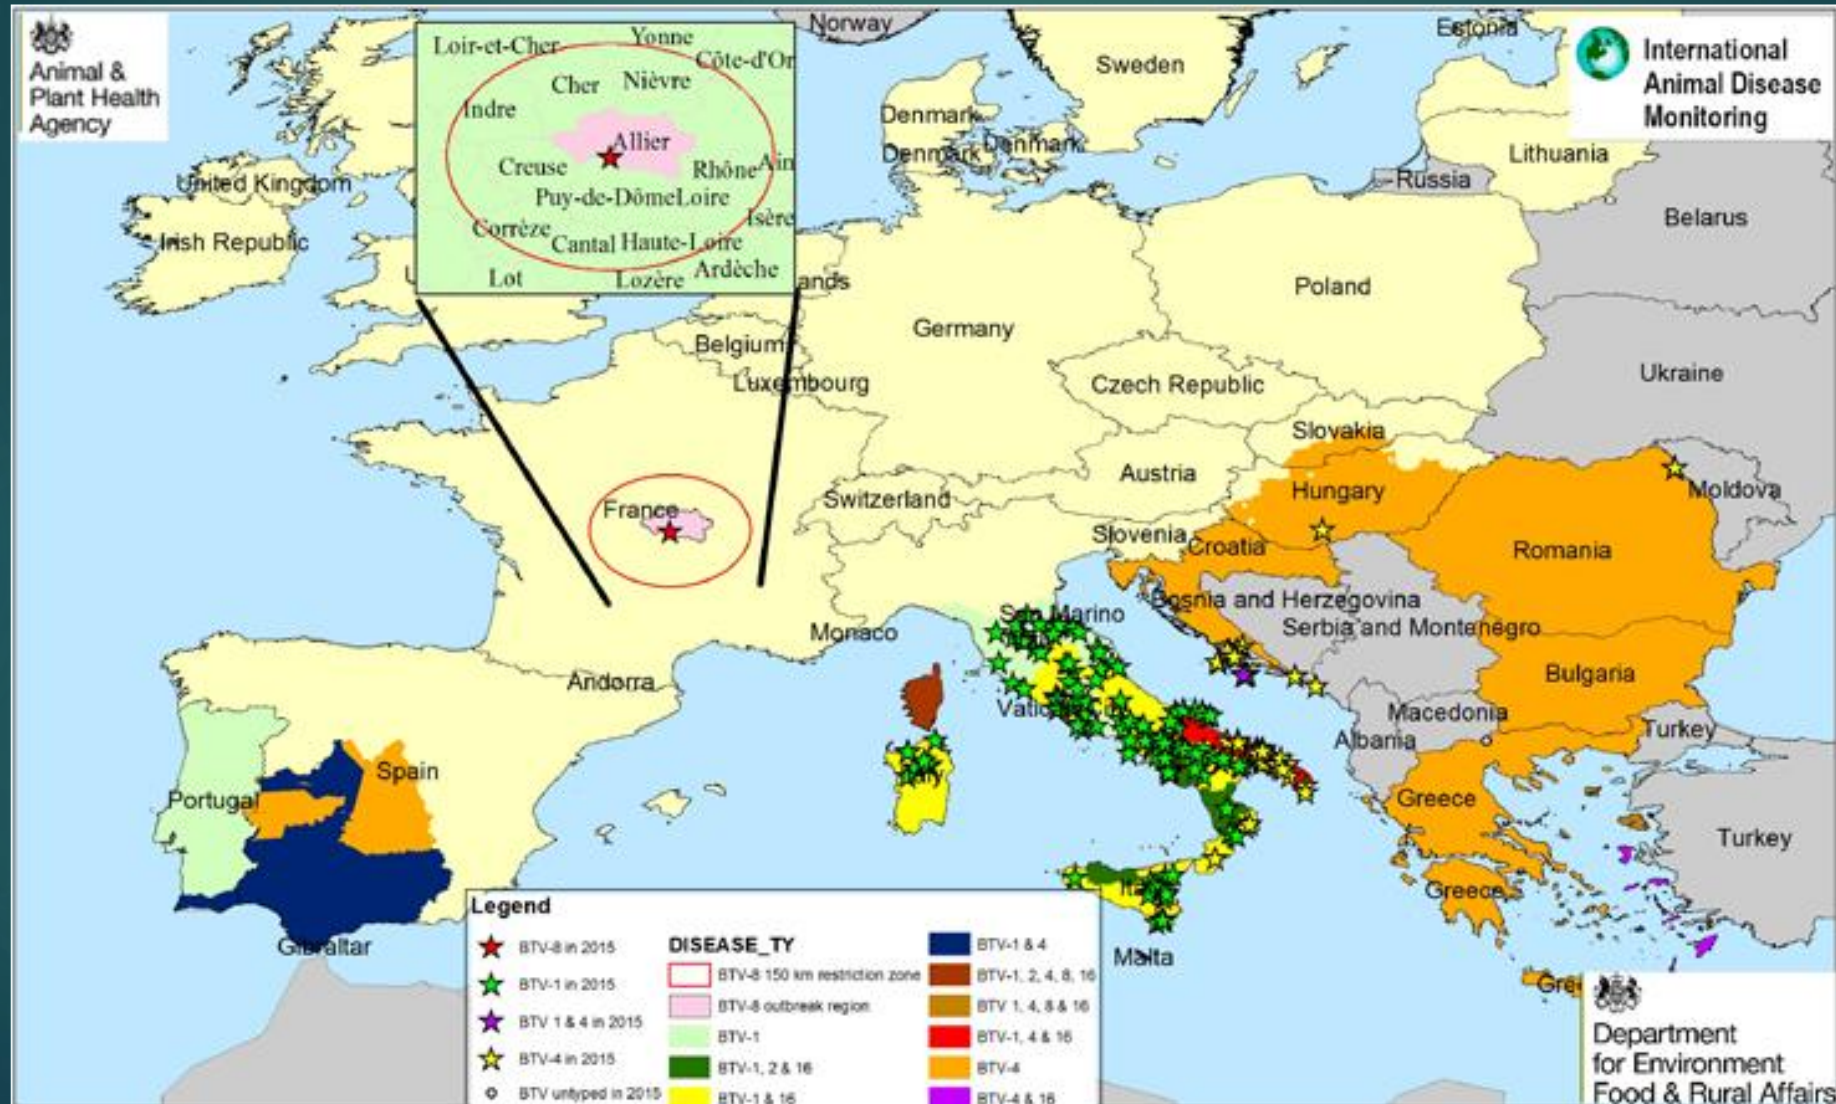 Animal &
Plant Health
Agency
International
Animal Disease
Monitoring
Loir-et-Cher
Yonne
Côte-d'Or
Cher
Nièvre
Indre
Allier
Creuse
Rhône
Ain
Puy-de-Dôme
Loire
Isère
Corrèze
Cantal
Haute-Loire
Lot
Lozère
Ardèche
Norway
Sweden
Estonia
Denmark
Denmark
Denmark
Lithuania
Russia
Belarus
United Kingdom
Irish Republic
U
ands
Poland
Germany
Belgium
Luxembourg
Czech Republic
Ukraine
Slovakia
Austria
France
Switzerland
Hungary
Moldova
Slovenia
Croatia
Romania
San Marino
Bosnia and Herzegovina
Serbia and Montenegro
Monaco
Andorra
Bulgaria
Macedonia
Albania
Turkey
Spain
Portugal
Greece
Turkey
Greece
Gibraltar
Malta
Legend
BTV-8 in 2015
BTV-1 in 2015
BTV 1 & 4 in 2015
BTV-4 in 2015
BTV untyped in 2015
DISEASE_TY
BTV-8 150 km restriction zone
BTV-8 outbreak region
BTV-1
BTV-1, 2 & 16
BTV-1 & 16
BTV-1 & 4
BTV-1, 2, 4, 8, 16
BTV 1, 4, 8 & 16
BTV-1, 4 & 16
BTV-4
BTV-4 & 16
Department
for Environment
Food & Rural Affairs